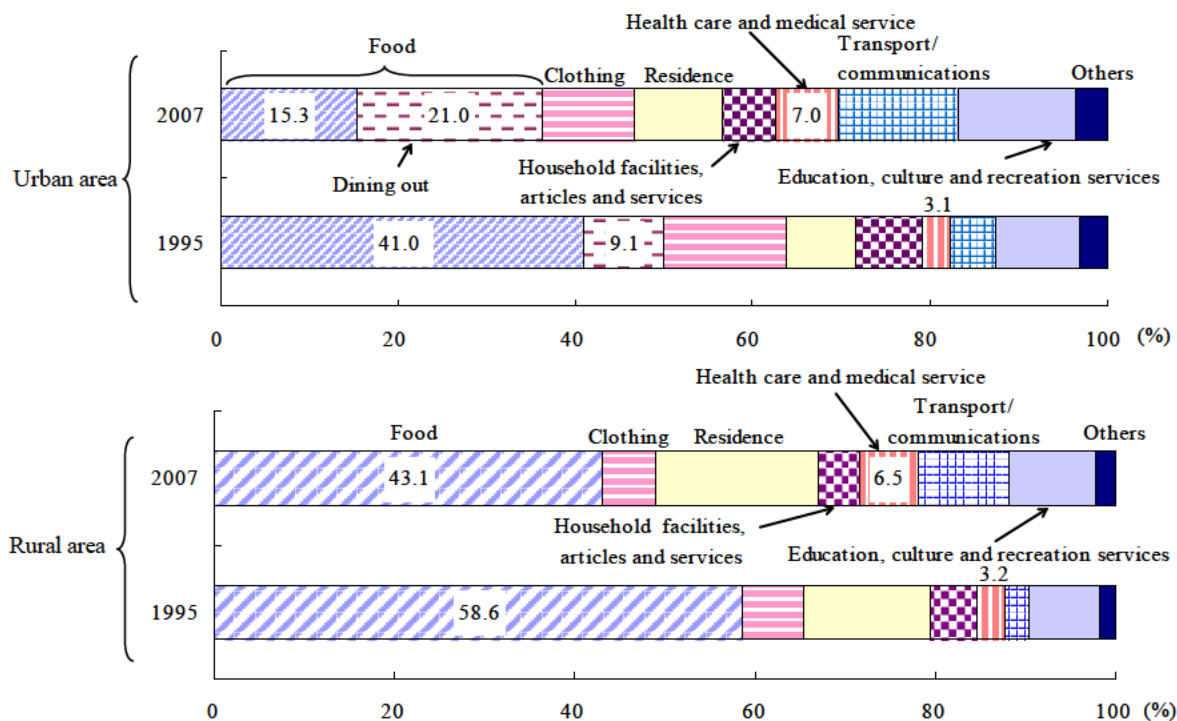 Health care and medical service
Food
Transport/
communications
Clothing
Residence
Others
2007
15.3
21.0
7.0
Household facilities,
articles and services
Dining out
Education, culture and recreation services
Urban area
3.1
1995
41.0
9.1
0
20
40
60
80
100
(%)
Health care and medical service
Transport/
communications
Food
Clothing
Residence
Others
2007
43.1
6.5
Household facilities,
articles and services
Education, culture and recreation services
Rural area
3.2
1995
58.6
0
20
40
60
80
100
(%)